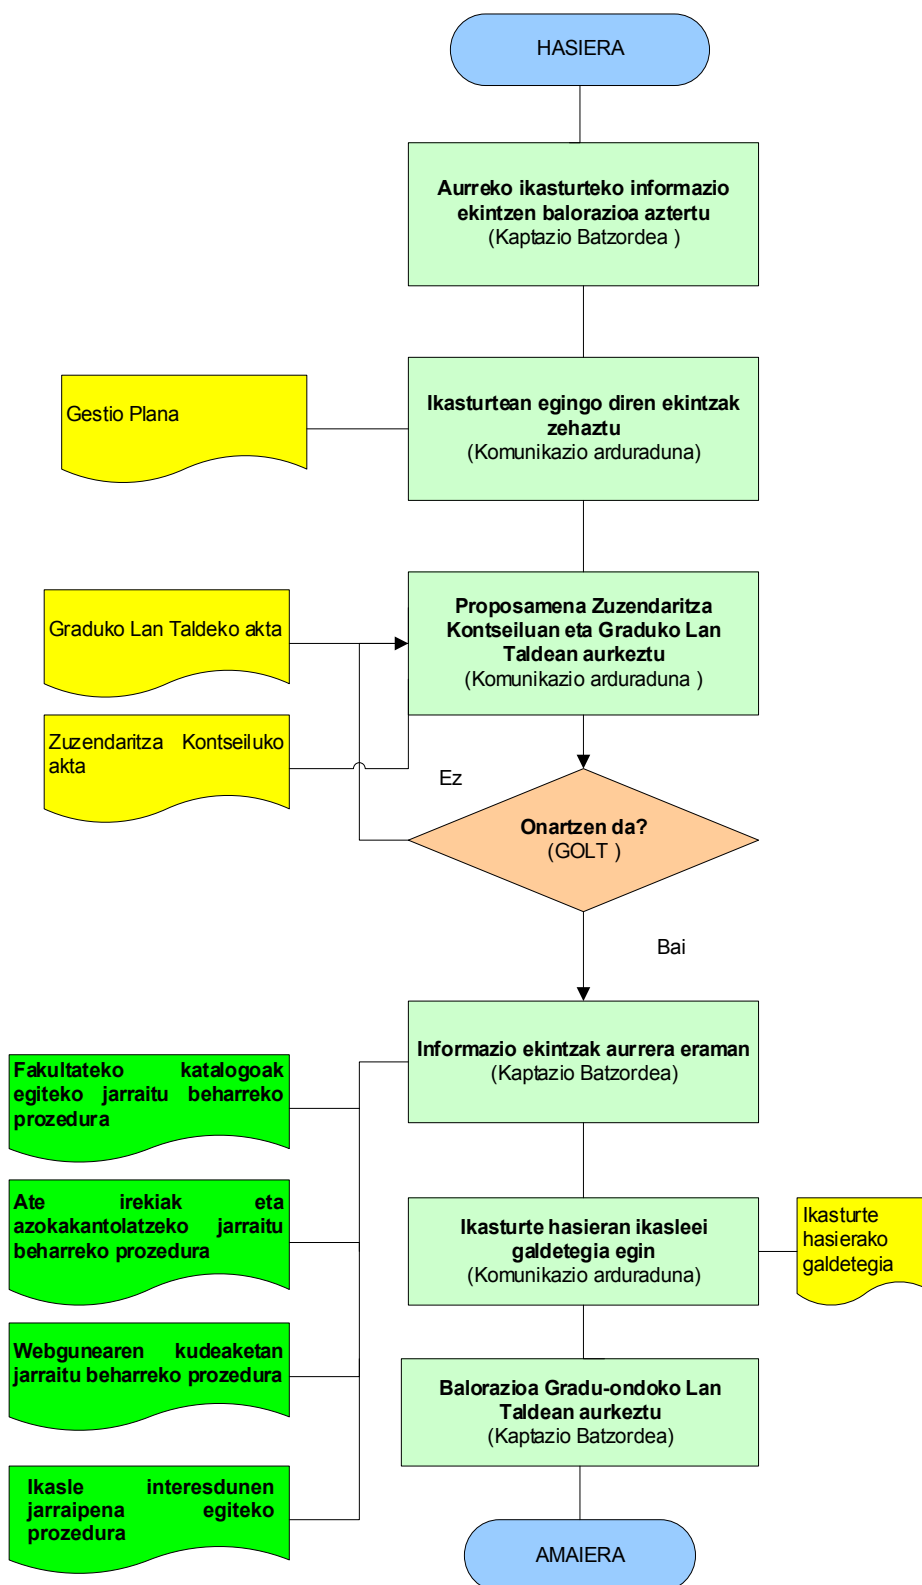 HASIERA
Aurreko ikasturteko informazio
ekintzen balorazioa aztertu
(Kaptazio Batzordea )
Gestio Plana
Ikasturtean egingo diren ekintzak
zehaztu
(Komunikazio arduraduna)
Graduko Lan Taldeko akta
Proposamena Zuzendaritza
Kontseiluan eta Graduko Lan
Taldean aurkeztu
(Komunikazio arduraduna )
Zuzendaritza Kontseiluko
akta
Ez
Onartzen da?
(GOLT )
Bai
Informazio ekintzak aurrera eraman
(Kaptazio Batzordea)
Fakultateko katalogoak
egiteko jarraitu beharreko
prozedura
Ate irekiak eta
azokakantolatzeko jarraitu
beharreko prozedura
Ikasturte hasieran ikasleei
galdetegia egin
(Komunikazio arduraduna)
Ikasturte
hasierako
galdetegia
Webgunearen kudeaketan
jarraitu beharreko prozedura
Balorazioa Gradu-ondoko Lan
Taldean aurkeztu
(Kaptazio Batzordea)
Ikasle interesdunen
jarraipena egiteko
prozedura
AMAIERA